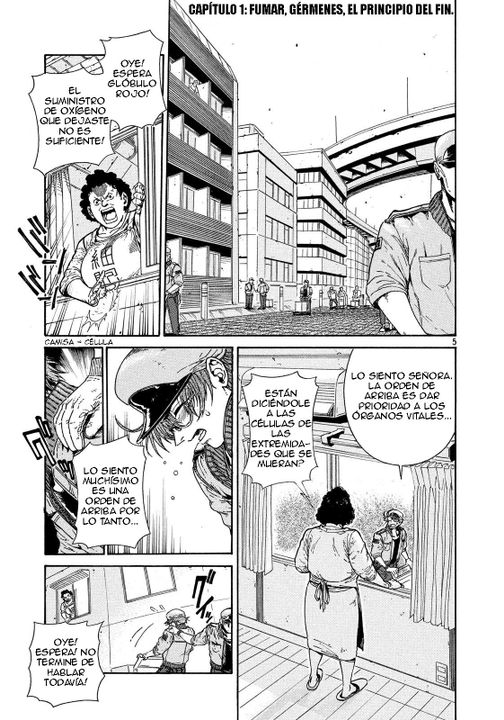 CAPÍTULO 1: FUMAR, GÉRMENES, EL PRINCIPIO DEL FIN.
OYE!
ESPERA
GLÓBULO
ROJO!
EL
SUMINISTRO
DE OXÍGENO
QUE DEJASTE
NO ES
SUFICIENTE!
CAMISA = CÉLULA
5
LO SIENTO SEÑORA.
LA ORDEN DE
ARRIBA ES DAR
PRIORIDAD A LOS
ÓRGANOS VITALES...
ESTÁN
DICIÉNDOLE
A LAS
CÉLULAS DE
LAS
EXTREMIDA-
DES QUE SE
MUERAN?
LO SIENTO
MUCHÍSIMO
ES UNA
ORDEN DE
ARRIBA POR
LO TANTO...
OYE!
ESPERA! NO
TERMINE DE
HABLAR
TODAVÍA!